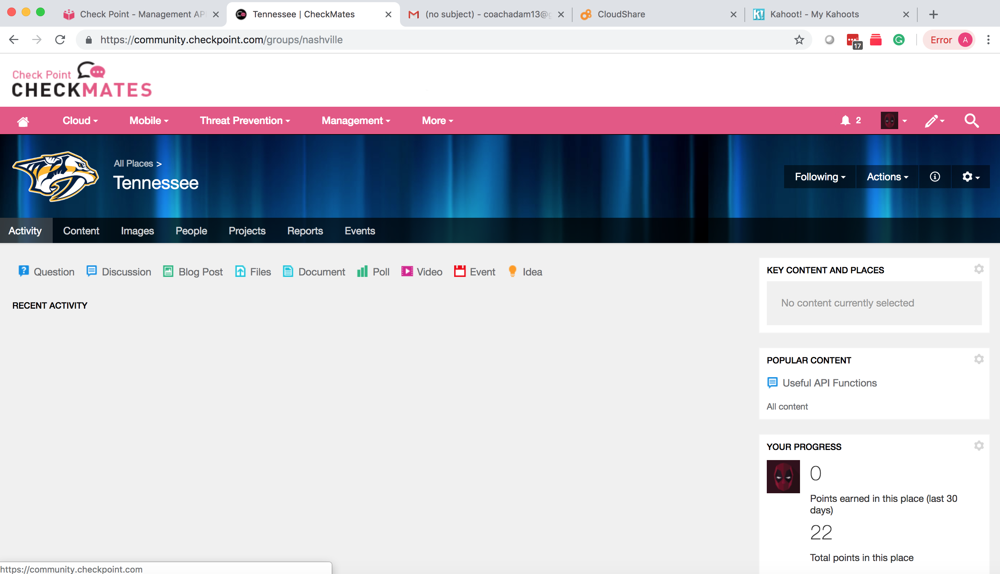 Check Point - Management API
Tennessee | CheckMates
(no subject) - coachadam13@g
CloudShare
Kahoot! - My Kahoots
https://community.checkpoint.com/groups/nashville
17
Error A
Check Point
CHECKMATES
Cloud
Mobile
Threat Prevention
Management
More
2
All Places >
Tennessee
Following
Actions
Activity
Content
Images
People
Projects
Reports
Events
Question
Discussion
Blog Post
Files
Document
Poll
Video
Event
Idea
RECENT ACTIVITY
KEY CONTENT AND PLACES
No content currently selected
POPULAR CONTENT
Useful API Functions
All content
YOUR PROGRESS
0
Points earned in this place (last 30
days)
22
Total points in this place
https://community.checkpoint.com